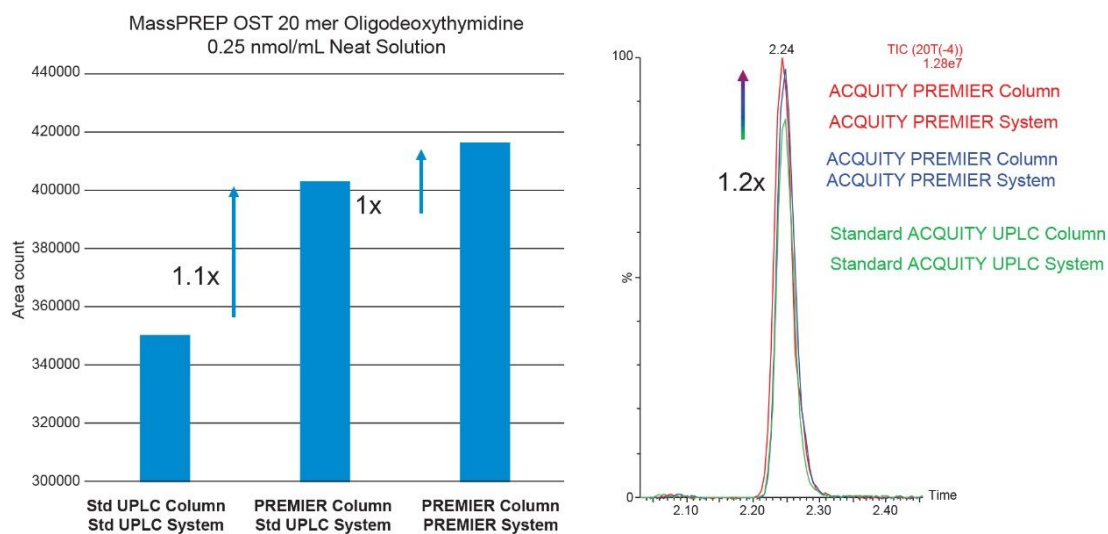 MassPREP OST 20 mer Oligodeoxythymidine
0.25 nmol/mL Neat Solution
440000
420000
400000
380000
360000
340000
320000
300000
Area count
1.1x
1x
Std UPLC Column
Std UPLC System
PREMIER Column
Std UPLC System
PREMIER Column
PREMIER System
2.24
TIC (20T(-4))
1.28e7
100
%
0
1.2x
ACQUITY PREMIER Column
ACQUITY PREMIER System
ACQUITY PREMIER Column
ACQUITY PREMIER System
Standard ACQUITY UPLC Column
Standard ACQUITY UPLC System
Time
2.10
2.20
2.30
2.40